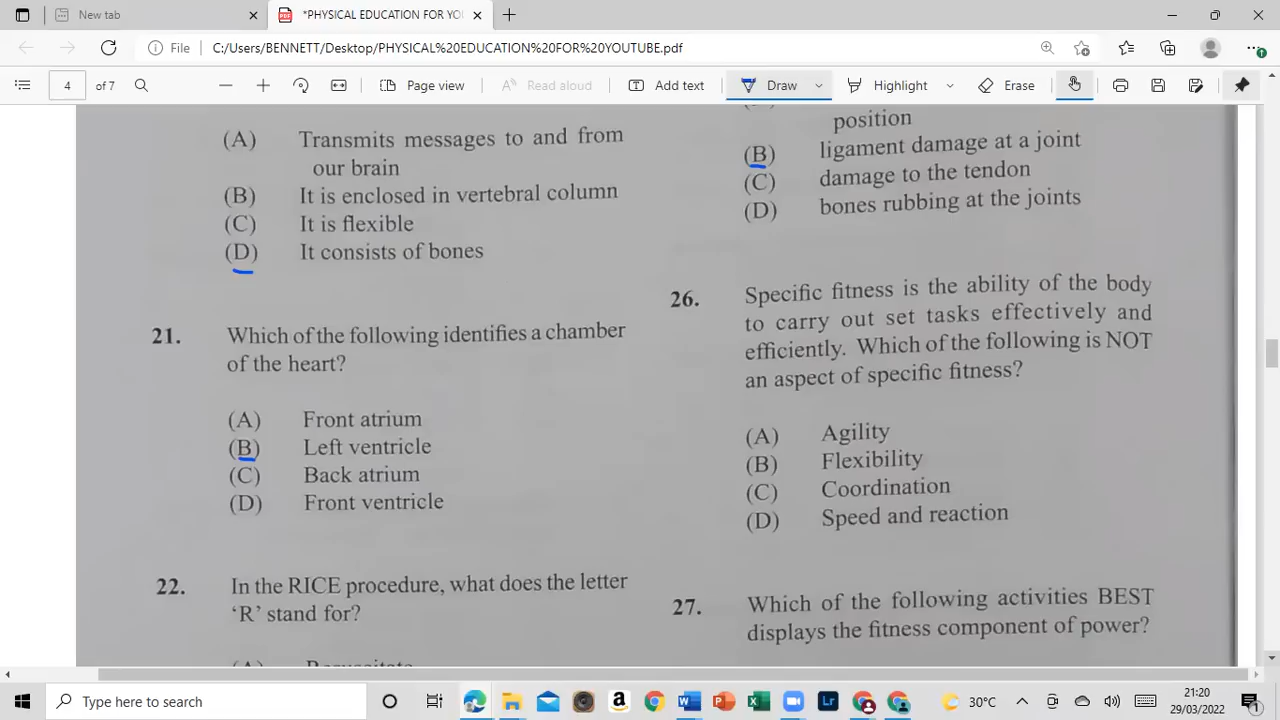 New tab
*PHYSICAL EDUCATION FOR YO
File
C:/Users/BENNETT/Desktop/PHYSICAL%20EDUCATION%20FOR%20YOUTUBE.pdf
4 of 7
Page view
Read aloud
Add text
Draw
Highlight
Erase
(A) Transmits messages to and from
our brain
(B) It is enclosed in vertebral column
(C) It is flexible
(D) It consists of bones
21. Which of the following identifies a chamber
of the heart?
(A) Front atrium
(B) Left ventricle
(C) Back atrium
(D) Front ventricle
22. In the RICE procedure, what does the letter
‘R’ stand for?
position
(B) ligament damage at a joint
(C) damage to the tendon
(D) bones rubbing at the joints
26. Specific fitness is the ability of the body
to carry out set tasks effectively and
efficiently. Which of the following is NOT
an aspect of specific fitness?
(A) Agility
(B) Flexibility
(C) Coordination
(D) Speed and reaction
27. Which of the following activities BEST
displays the fitness component of power?
Type here to search
30°C
21:20
29/03/2022